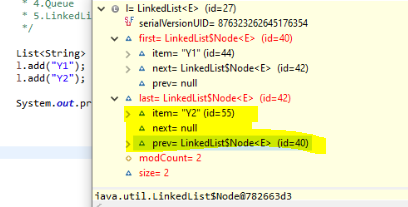 * 4.Queue
* 5.LinkedL
*/
List<String>
l.add("Y1");
l.add("Y2");
System.out.pr
l= LinkedList<E> (id=27)
serialVersionUID= 876323262645176354
first= LinkedList$Node<E> (id=40)
item= "Y1" (id=44)
next= LinkedList$Node<E> (id=42)
prev= null
last= LinkedList$Node<E> (id=42)
item= "Y2" (id=55)
next= null
prev= LinkedList$Node<E> (id=40)
modCount= 2
size= 2
java.util.LinkedList$Node@782663d3